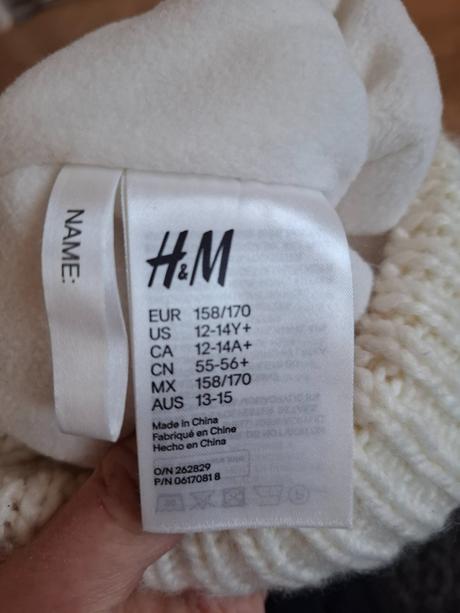 NAME:
H&M
EUR 158/170
US 12-14Y+
CA 12-14A+
CN 55-56+
MX 158/170
AUS 13-15
Made in China
Fabriqué en Chine
Hecho en China
O/N 262829
P/N 0617081 8